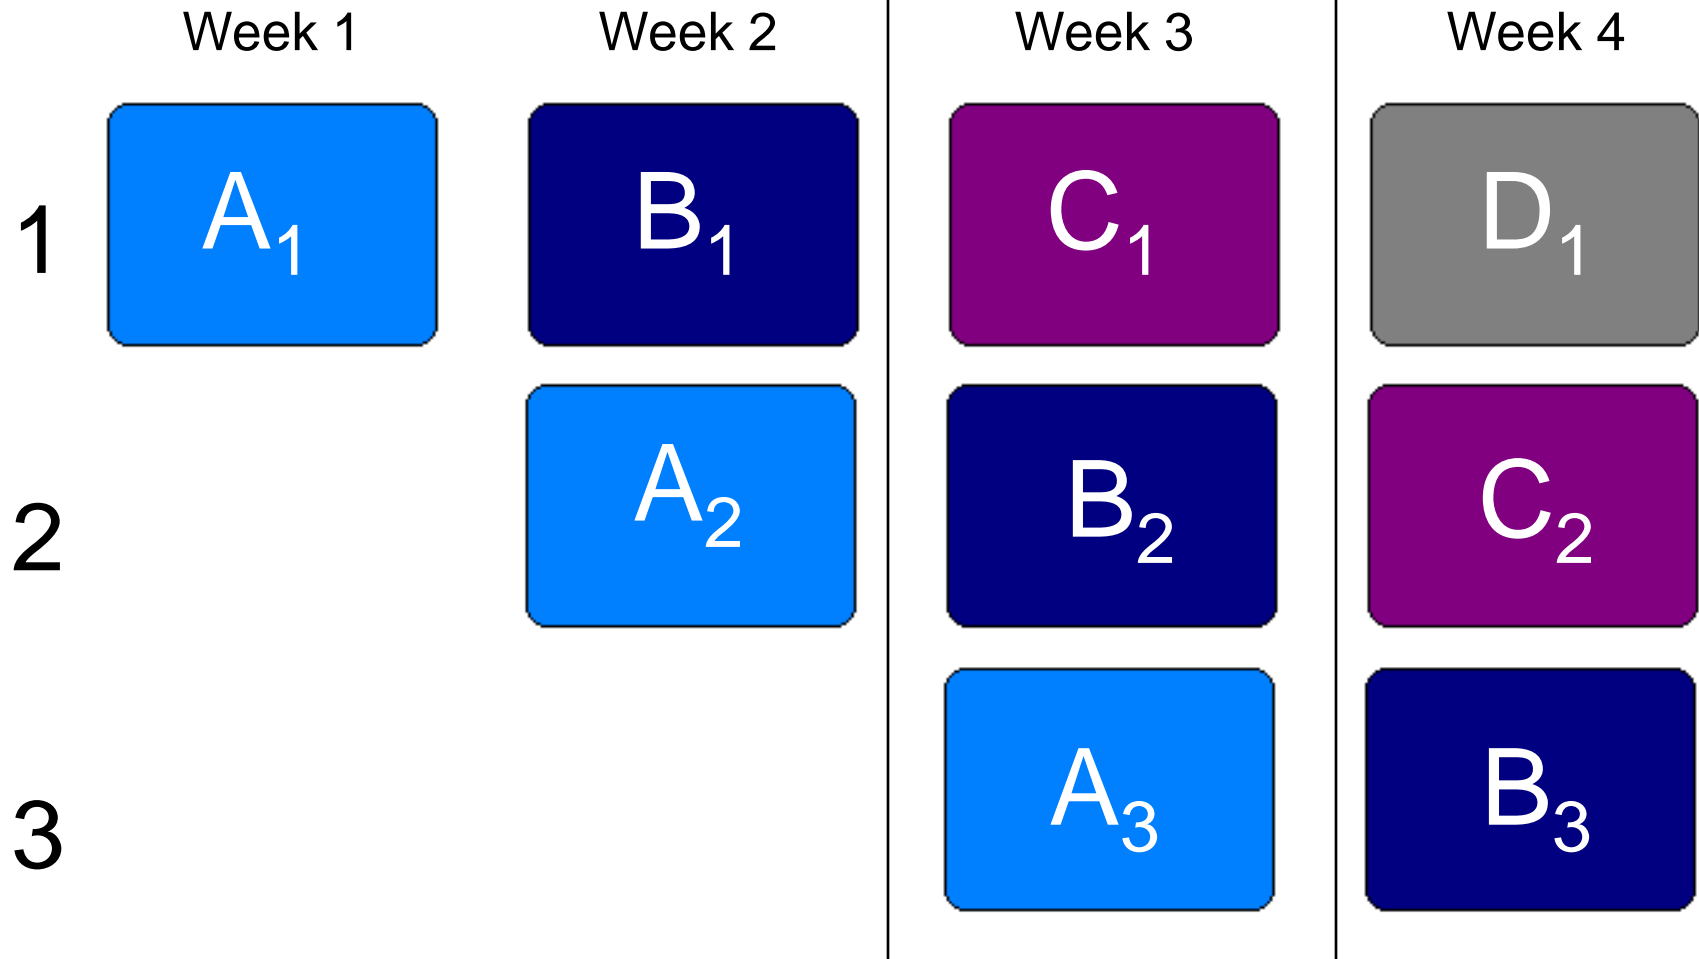 Week 1 Week 2 Week 3 Week 4
1 A₁ B₁ C₁ D₁
2 A₂ B₂ C₂
3 A₃ B₃